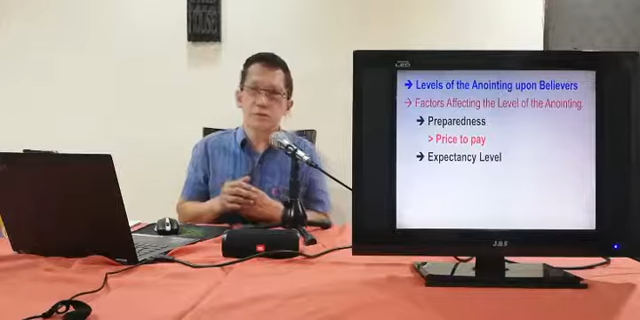 → Levels of the Anointing upon Believers
→ Factors Affecting the Level of the Anointing.
→ Preparedness
> Price to pay
→ Expectancy Level
JBL